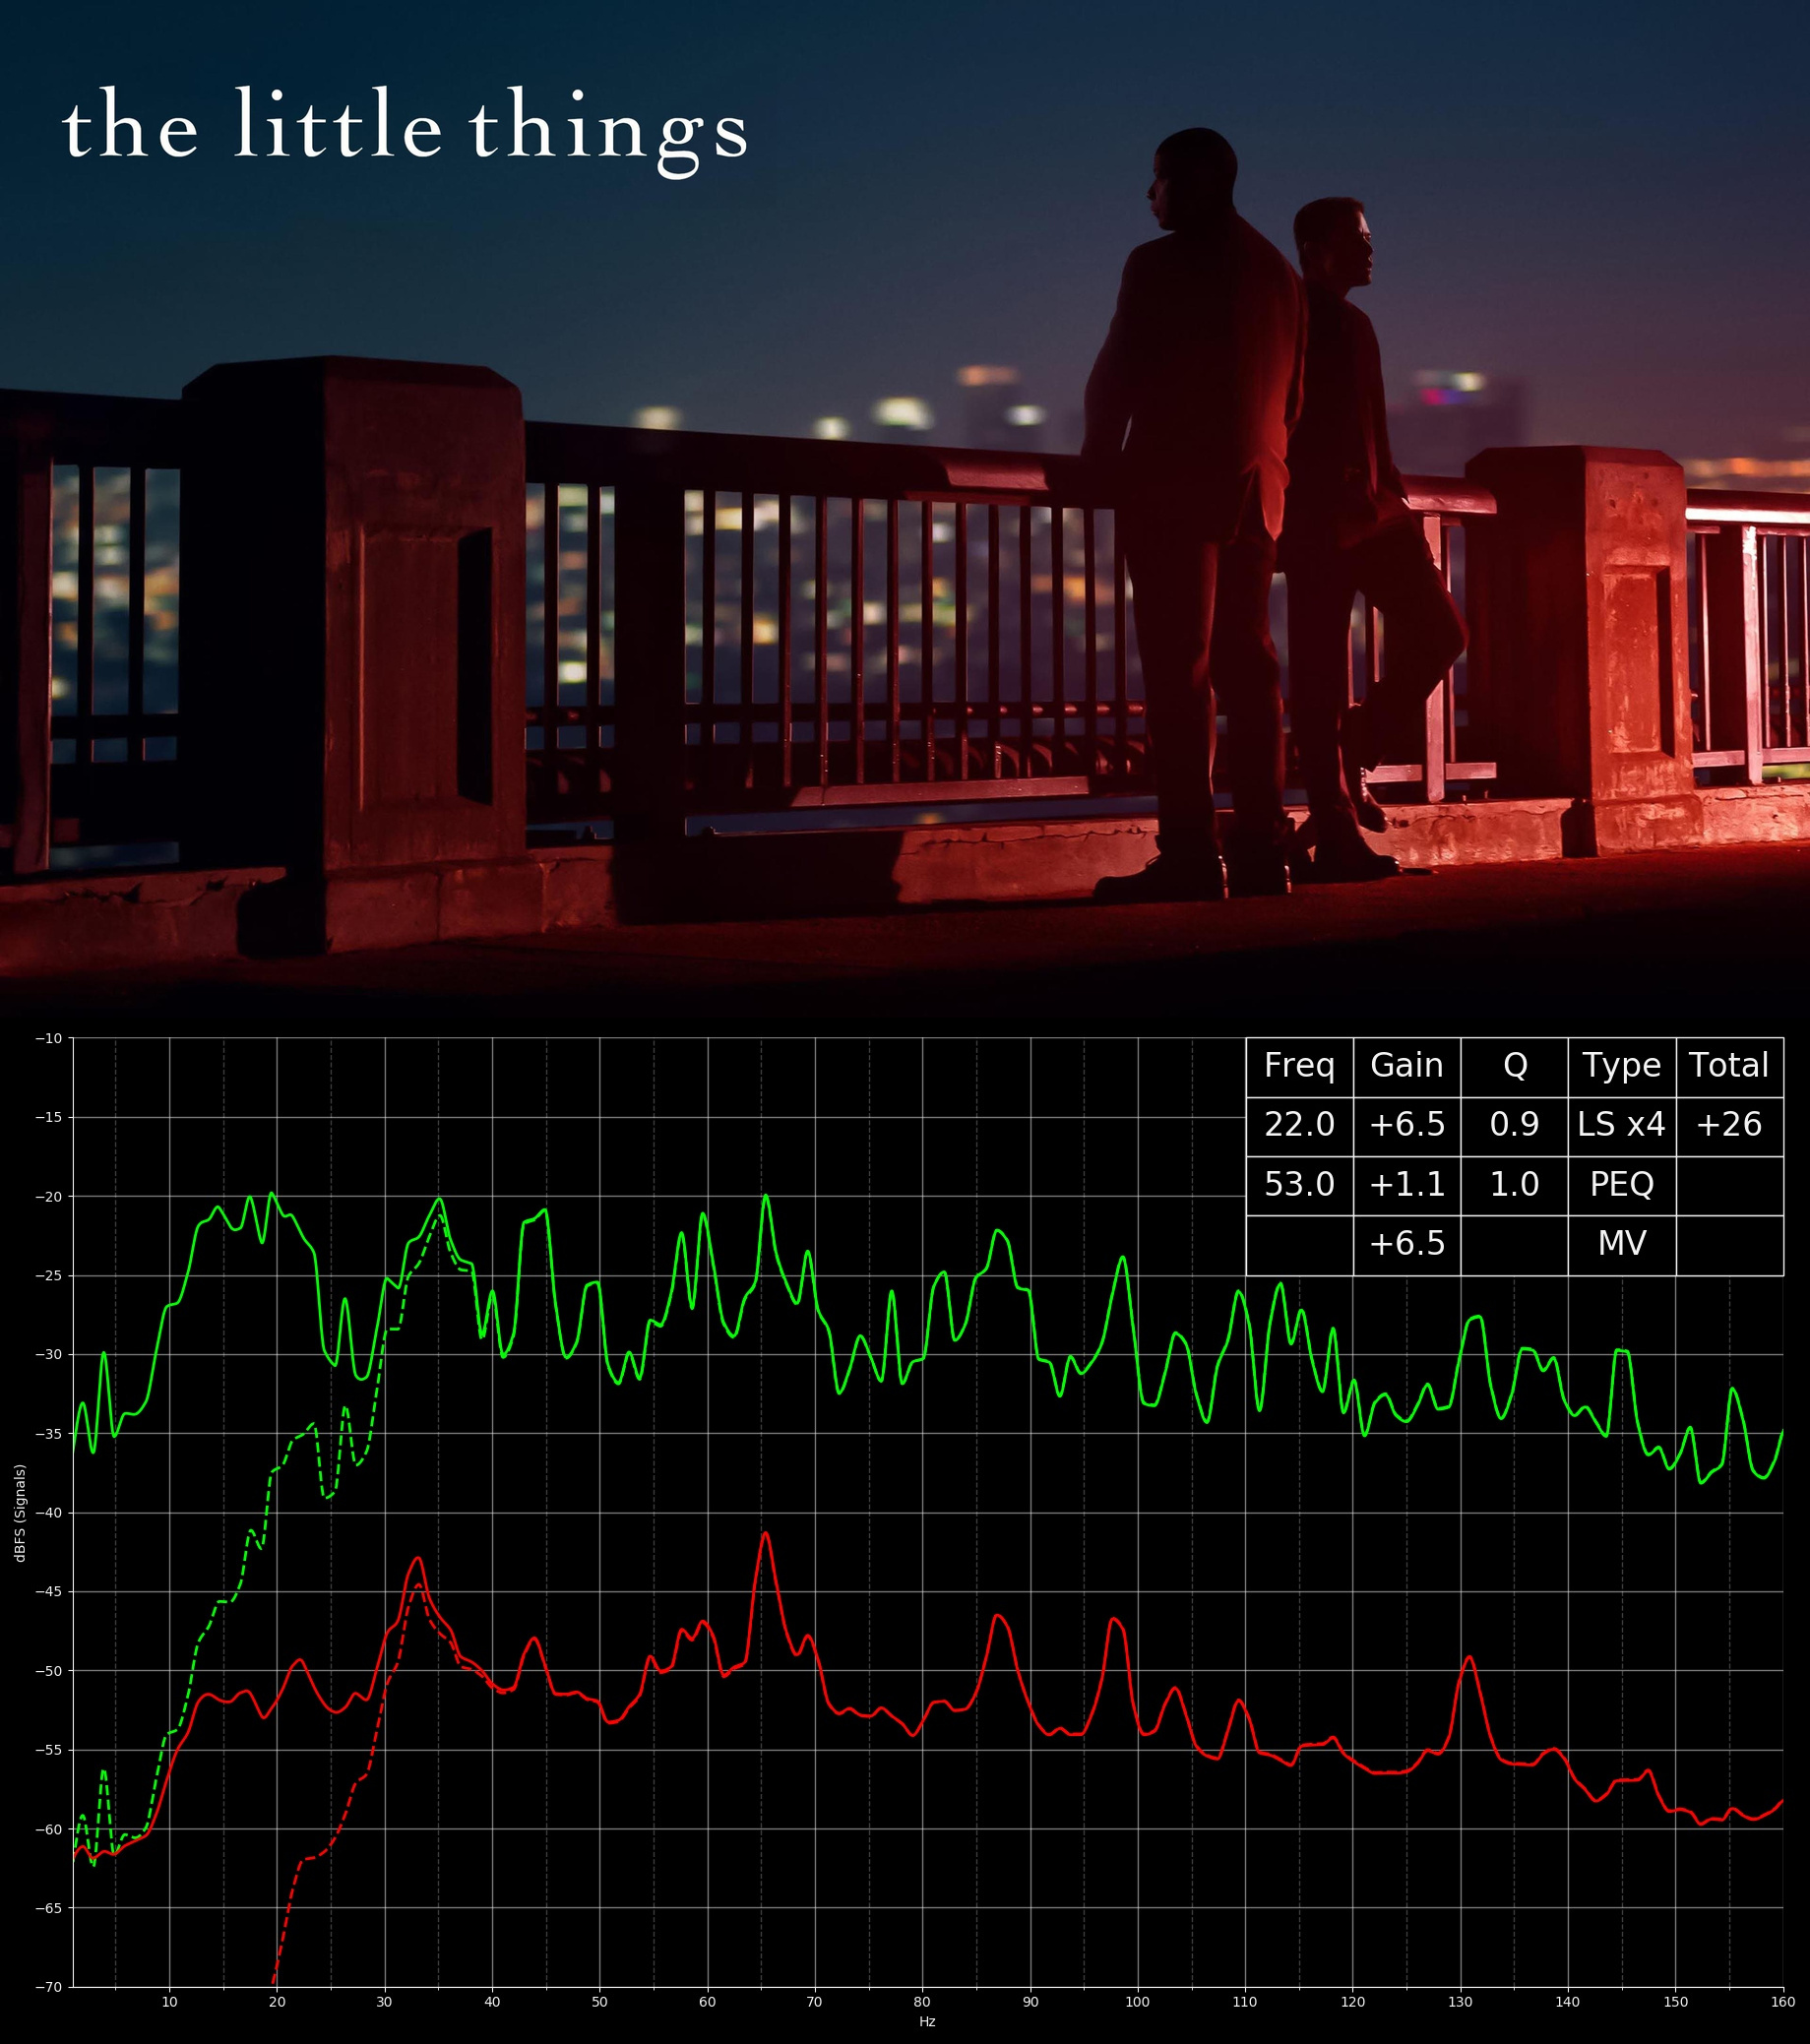 the little things
Freq Gain Q Type Total
22.0 +6.5 0.9 LS x4 +26
53.0 +1.1 1.0 PEQ
+6.5 MV
−10
−15
−20
−25
−30
−35
−40
−45
−50
−55
−60
−65
−70
dBFS (Signals)
10 20 30 40 50 60 70 80 90 100 110 120 130 140 150 160
Hz